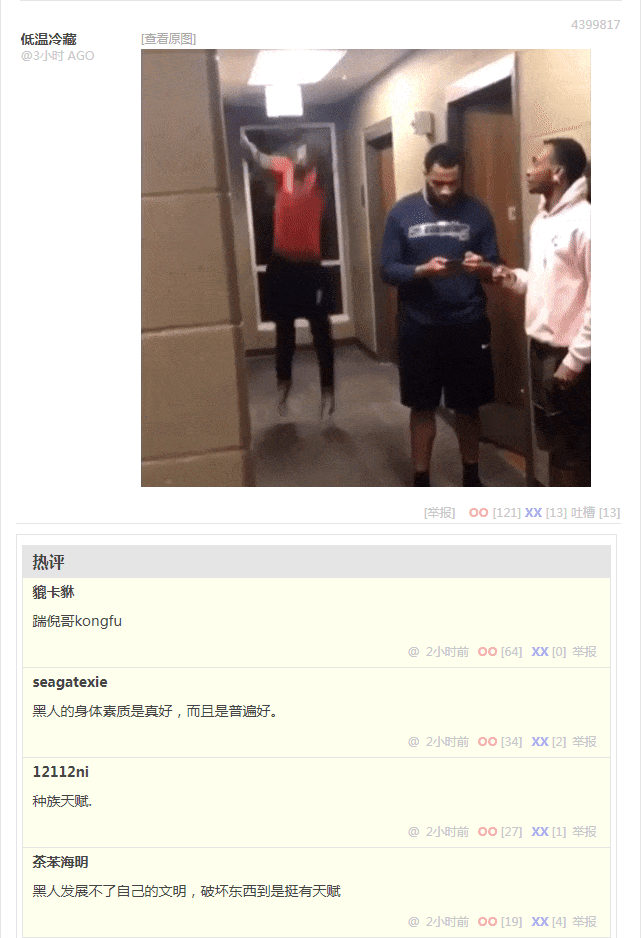 4399817
低温冷藏
@3小时 AGO
[查看原图]
[举报] OO [121] XX [13] 吐槽 [13]
热评
貔卡貅
踹倪哥kongfu
@ 2小时前 OO [64] XX [0] 举报
seagatexie
黑人的身体素质是真好，而且是普遍好。
@ 2小时前 OO [34] XX [2] 举报
12112ni
种族天赋.
@ 2小时前 OO [27] XX [1] 举报
茶苯海明
黑人发展不了自己的文明，破坏东西到是挺有天赋
@ 2小时前 OO [19] XX [4] 举报